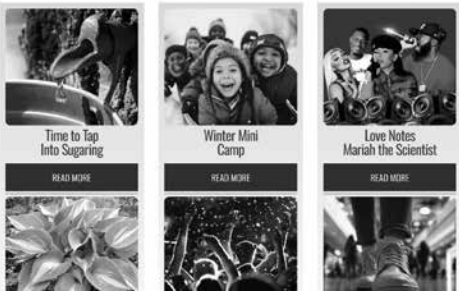 Time to Tap
Into Sugaring
READ MORE
Winter Mini
Camp
READ MORE
Love Notes
Mariah the Scientist
READ MORE